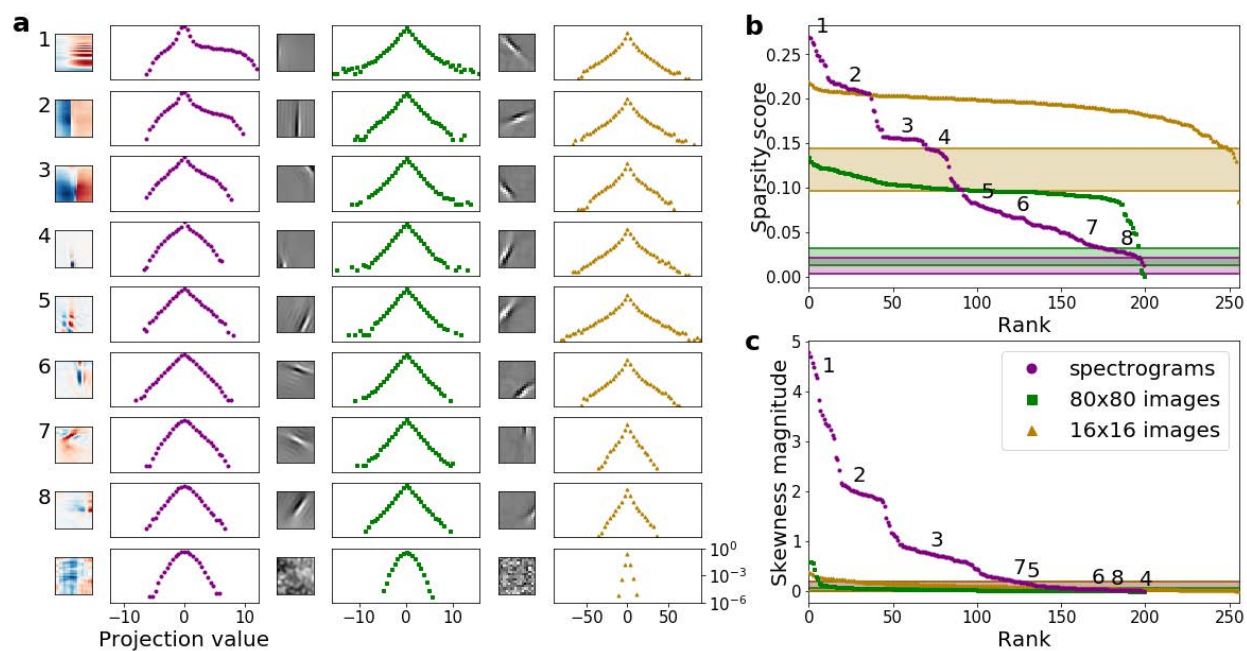 a
1
2
3
4
5
6
7
8
10⁰
10⁻³
10⁻⁶
−10 0 10 −10 0 10 −50 0 50
Projection value
b
Sparsity score
0.25
0.20
0.15
0.10
0.05
0.00
1
2
3
4
5
6
7
8
0 50 100 150 200 250
Rank
c
Skewness magnitude
5
4
3
2
1
0
1
2
3
75
6
8
4
spectrograms
80x80 images
16x16 images
0 50 100 150 200 250
Rank